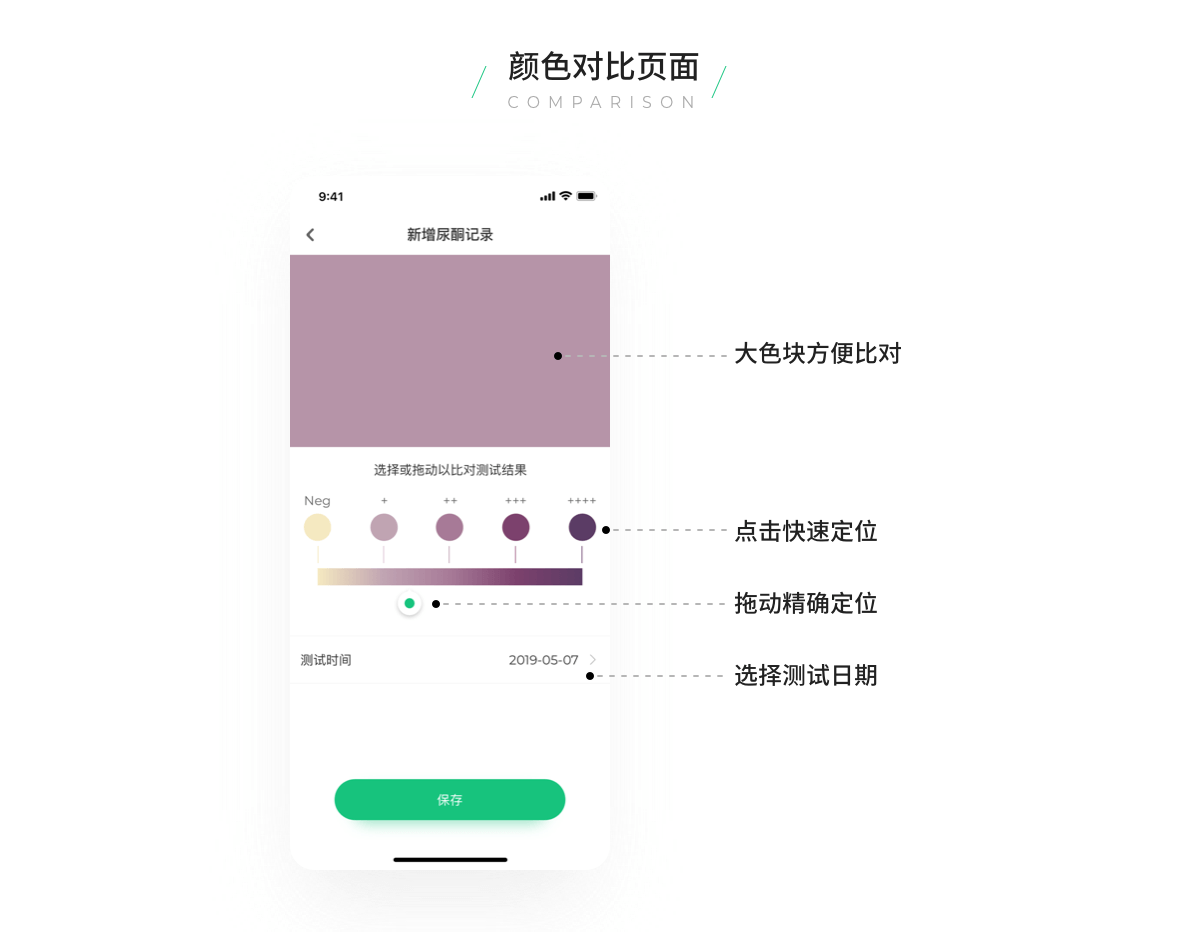 颜色对比页面
COMPARISON
9:41
新增尿酮记录
大色块方便比对
选择或拖动以比对测试结果
Neg + ++ +++ ++++
点击快速定位
拖动精确定位
测试时间 2019-05-07
选择测试日期
保存